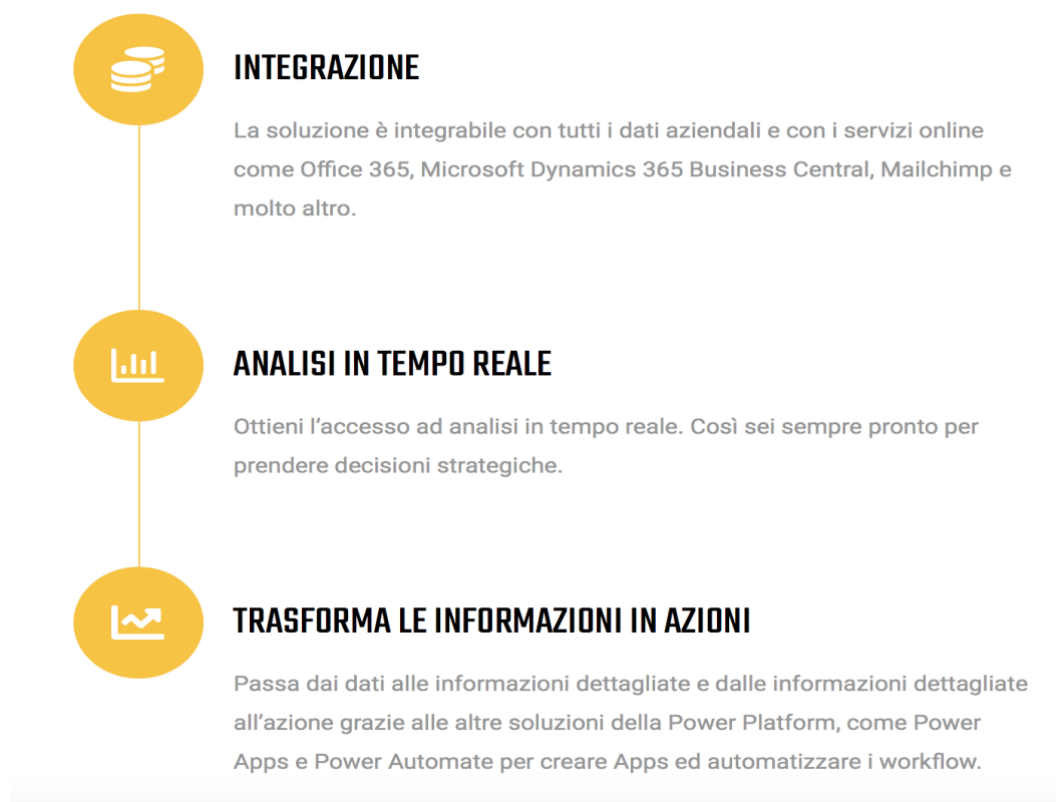 INTEGRAZIONE
La soluzione è integrabile con tutti i dati aziendali e con i servizi online
come Office 365, Microsoft Dynamics 365 Business Central, Mailchimp e
molto altro.
ANALISI IN TEMPO REALE
Ottieni l’accesso ad analisi in tempo reale. Così sei sempre pronto per
prendere decisioni strategiche.
TRASFORMA LE INFORMAZIONI IN AZIONI
Passa dai dati alle informazioni dettagliate e dalle informazioni dettagliate
all’azione grazie alle altre soluzioni della Power Platform, come Power
Apps e Power Automate per creare Apps ed automatizzare i workflow.